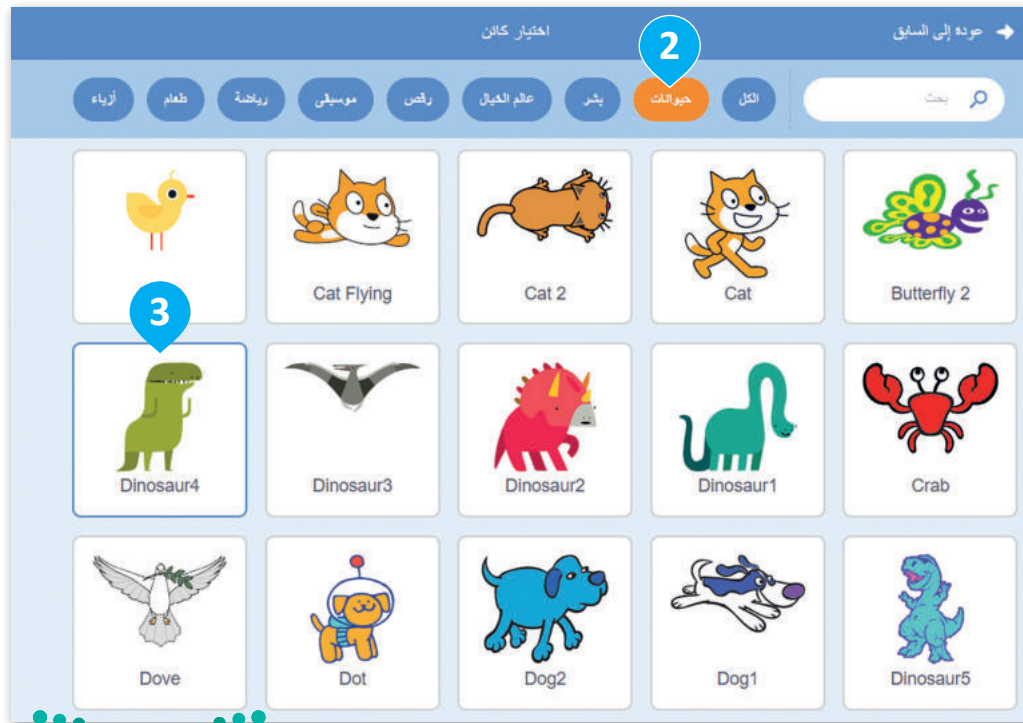 عودة إلى السابق
اختيار كائن
2
بحث
الكل
حيوانات
بشر
عالم الخيال
رقص
موسيقى
رياضة
طعام
أزياء
Butterfly 2
Cat
Cat 2
Cat Flying
3
Crab
Dinosaur1
Dinosaur2
Dinosaur3
Dinosaur4
Dinosaur5
Dog1
Dog2
Dot
Dove